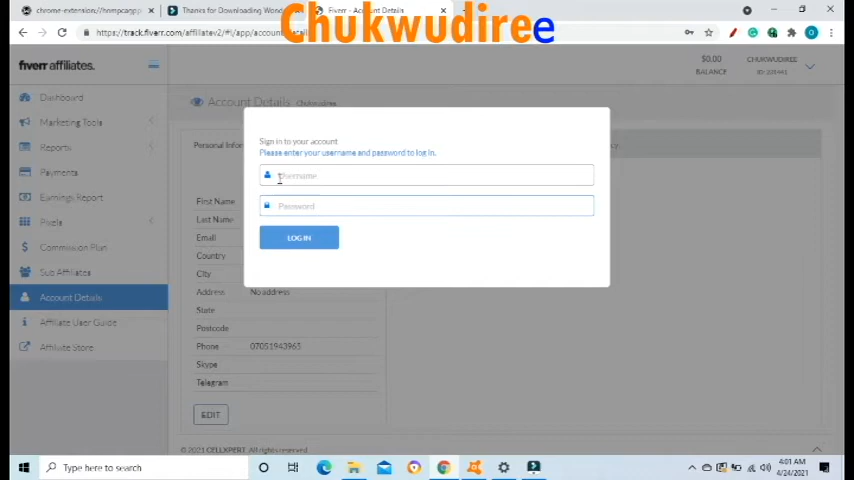 chrome-extension://hnmpcapp
Thanks for Downloading Won
Fiverr - Account Details
Chukwudiree
https://track.fiverr.com/affiliatev2/#!/app/account
fiverr affiliates.
$0.00
BALANCE
CHUKWUDIREE
Dashboard
Account Details
Chukwudiree
Marketing Tools
Personal Infor
Reports
Payments
Earnings Report
Pixels
Commission Plan
Sub Affiliates
Account Details
Affiliate User Guide
Affiliate Store
Sign in to your account
Please enter your username and password to log in.
Username
Password
LOG IN
First Name
Last Name
Email
Country
City
Address No address
State
Postcode
Phone 07051943965
Skype
Telegram
EDIT
© 2021 CELLXPERT. All rights reserved.
Type here to search
4:01 AM
4/24/2021